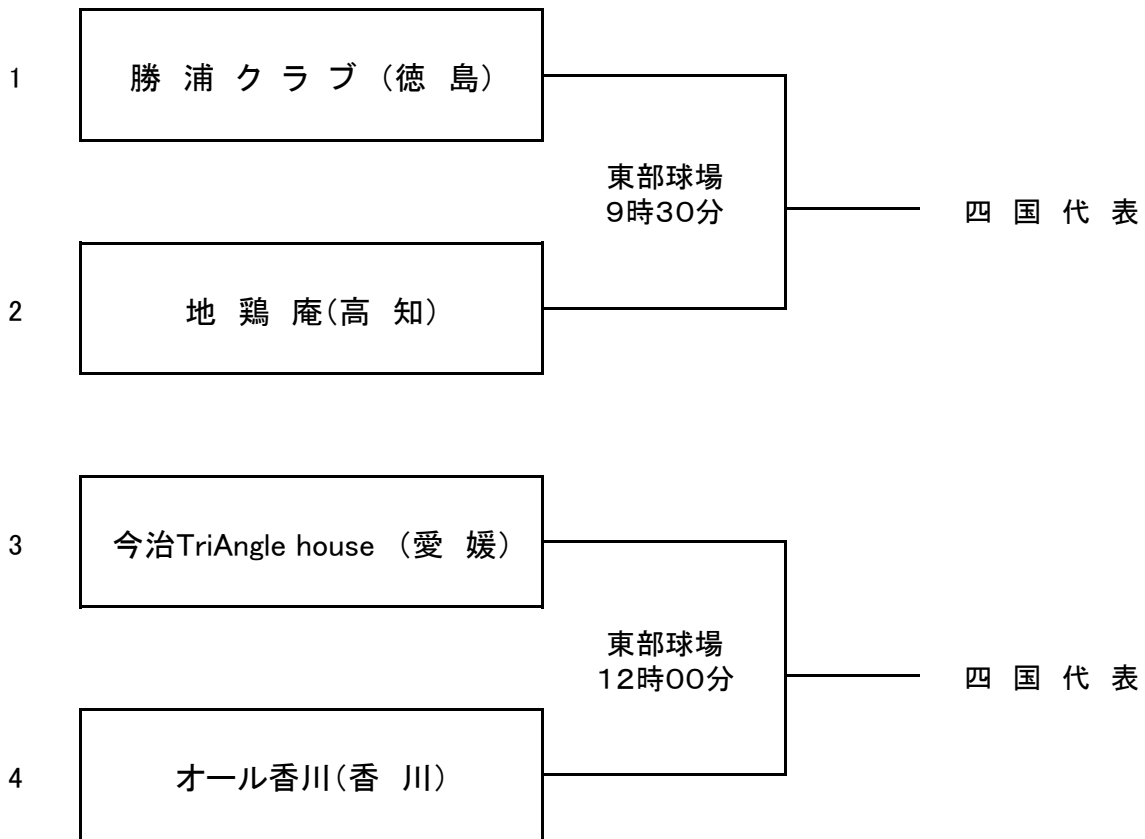 1
勝 浦 ク ラ ブ （徳 島）
東部球場
９時３０分
四 国 代 表
2
地 鶏 庵（高 知）
3
今治TriAngle house （愛 媛）
東部球場
１２時００分
四 国 代 表
4
オール香川（香 川）